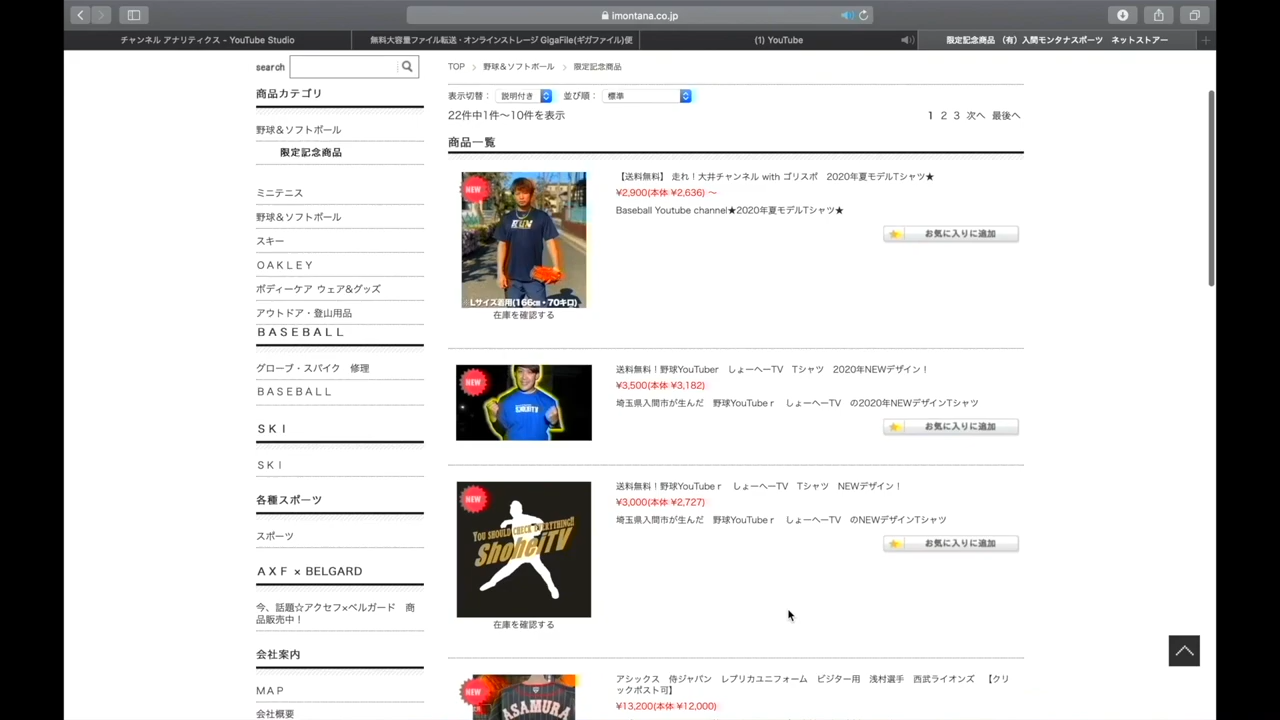 imontana.co.jp
チャンネル アナリティクス - YouTube Studio
無料大容量ファイル転送・オンラインストレージ GigaFile(ギガファイル)便
(1) YouTube
限定記念商品 （有）入間モンタナスポーツ ネットストアー
search
商品カテゴリ
野球＆ソフトボール
限定記念商品
ミニテニス
野球＆ソフトボール
スキー
ＯＡＫＬＥＹ
ボディーケア ウェア&グッズ
アウトドア・登山用品
ＢＡＳＥＢＡＬＬ
グローブ・スパイク 修理
ＢＡＳＥＢＡＬＬ
ＳＫＩ
ＳＫＩ
各種スポーツ
スポーツ
ＡＸＦ × BELGARD
今、話題☆アクセフ×ベルガード 商
品販売中！
会社案内
ＭＡＰ
会社概要
TOP 野球＆ソフトボール 限定記念商品
表示切替： 説明付き 並び順： 標準
22件中1件〜10件を表示
1 2 3 次へ 最後へ
商品一覧
NEW
RUN
Lサイズ着用(166㎝・70キロ)
在庫を確認する
【送料無料】 走れ！大井チャンネル with ゴリスポ 2020年夏モデルTシャツ★
¥2,900(本体 ¥2,636) 〜
Baseball Youtube channel★2020年夏モデルTシャツ★
お気に入りに追加
NEW
送料無料！野球YouTuber しょーへーTV Tシャツ 2020年NEWデザイン！
¥3,500(本体 ¥3,182)
埼玉県入間市が生んだ 野球YouTubeｒ しょーへーTV の2020年NEWデザインTシャツ
お気に入りに追加
NEW
YOU SHOULD CHECK EVERYTHING!!
ShoheiTV
在庫を確認する
送料無料！野球YouTubeｒ しょーへーTV Tシャツ NEWデザイン！
¥3,000(本体 ¥2,727)
埼玉県入間市が生んだ 野球YouTubeｒ しょーへーTV のNEWデザインTシャツ
お気に入りに追加
NEW
ASAMURA
アシックス 侍ジャパン レプリカユニフォーム ビジター用 浅村選手 西武ライオンズ 【クリ
ックポスト可】
¥13,200(本体 ¥12,000)